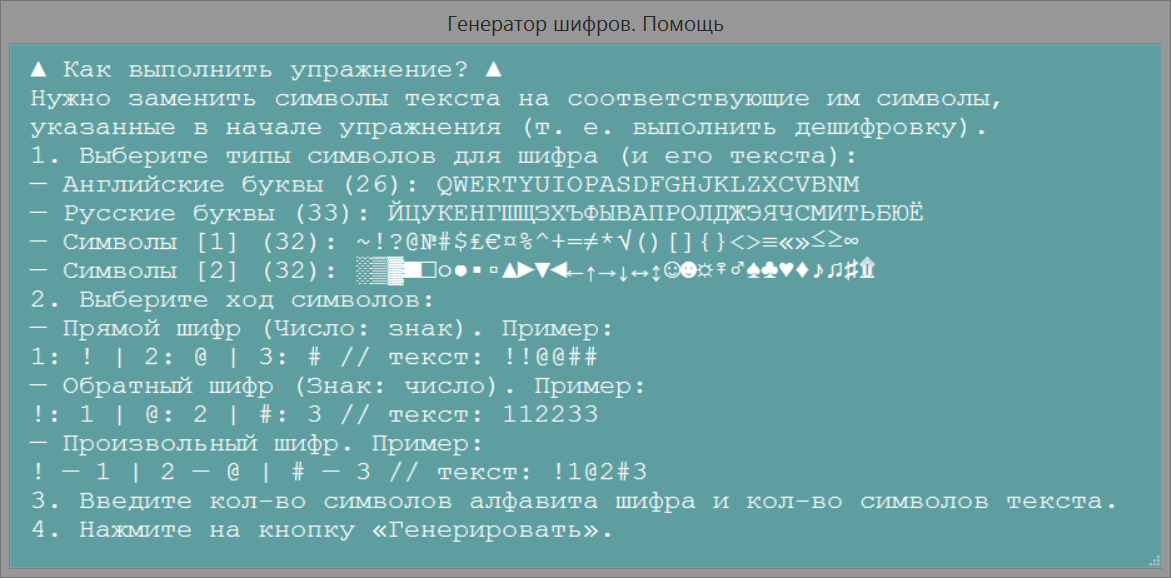 Генератор шифров. Помощь
▲ Как выполнить упражнение? ▲
Нужно заменить символы текста на соответствующие им символы,
указанные в начале упражнения (т. е. выполнить дешифровку).
1. Выберите типы символов для шифра (и его текста):
— Английские буквы (26): QWERTYUIOPASDFGHJKLZXCVBNM
— Русские буквы (33): ЙЦУКЕНГШЩЗХЪФЫВАПРОЛДЖЭЯЧСМИТЬБЮЁ
— Символы [1] (32): ~!?@№#$₤€¤%^+=≠*√()[]{}<>≡«»≤≥∞
— Символы [2] (32): ░▒▓■□○●▪▫▲►▼◄←↑→↓↔↕☺☻☼♀♂♠♣♥♦♪♫♯⇧
2. Выберите ход символов:
— Прямой шифр (Число: знак). Пример:
1: ! | 2: @ | 3: # // текст: !!@@##
— Обратный шифр (Знак: число). Пример:
!: 1 | @: 2 | #: 3 // текст: 112233
— Произвольный шифр. Пример:
! — 1 | 2 — @ | # — 3 // текст: !1@2#3
3. Введите кол-во символов алфавита шифра и кол-во символов текста.
4. Нажмите на кнопку «Генерировать».